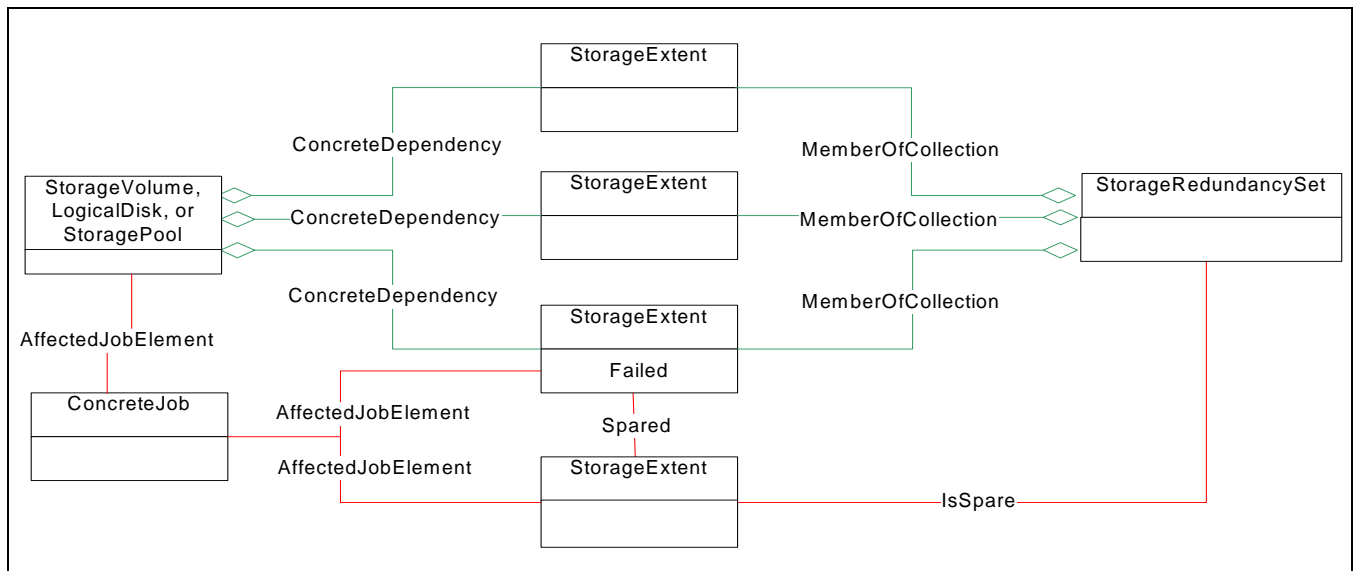 StorageExtent
ConcreteDependency
MemberOfCollection
StorageVolume,
LogicalDisk, or
StoragePool
StorageExtent
StorageRedundancySet
ConcreteDependency
MemberOfCollection
ConcreteDependency
MemberOfCollection
StorageExtent
Failed
AffectedJobElement
ConcreteJob
AffectedJobElement
Spared
AffectedJobElement
StorageExtent
IsSpare